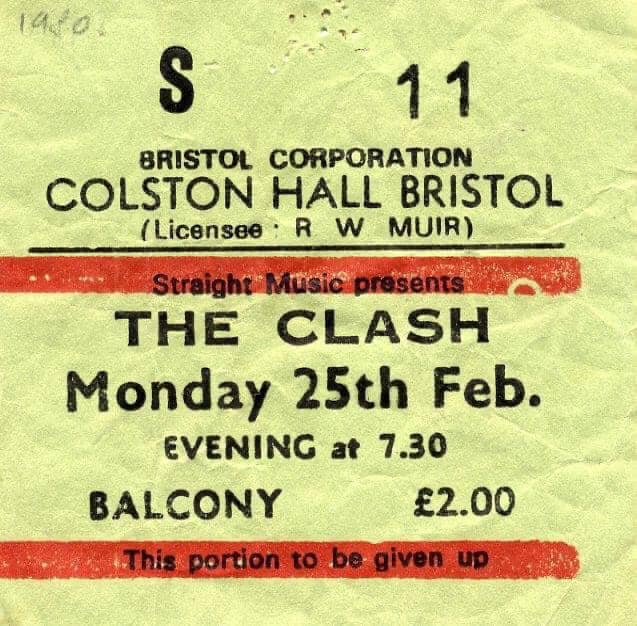 1980.
S 11
BRISTOL CORPORATION
COLSTON HALL BRISTOL
(Licensee : R W MUIR)
Straight Music presents
THE CLASH
Monday 25th Feb.
EVENING at 7.30
BALCONY £2.00
This portion to be given up